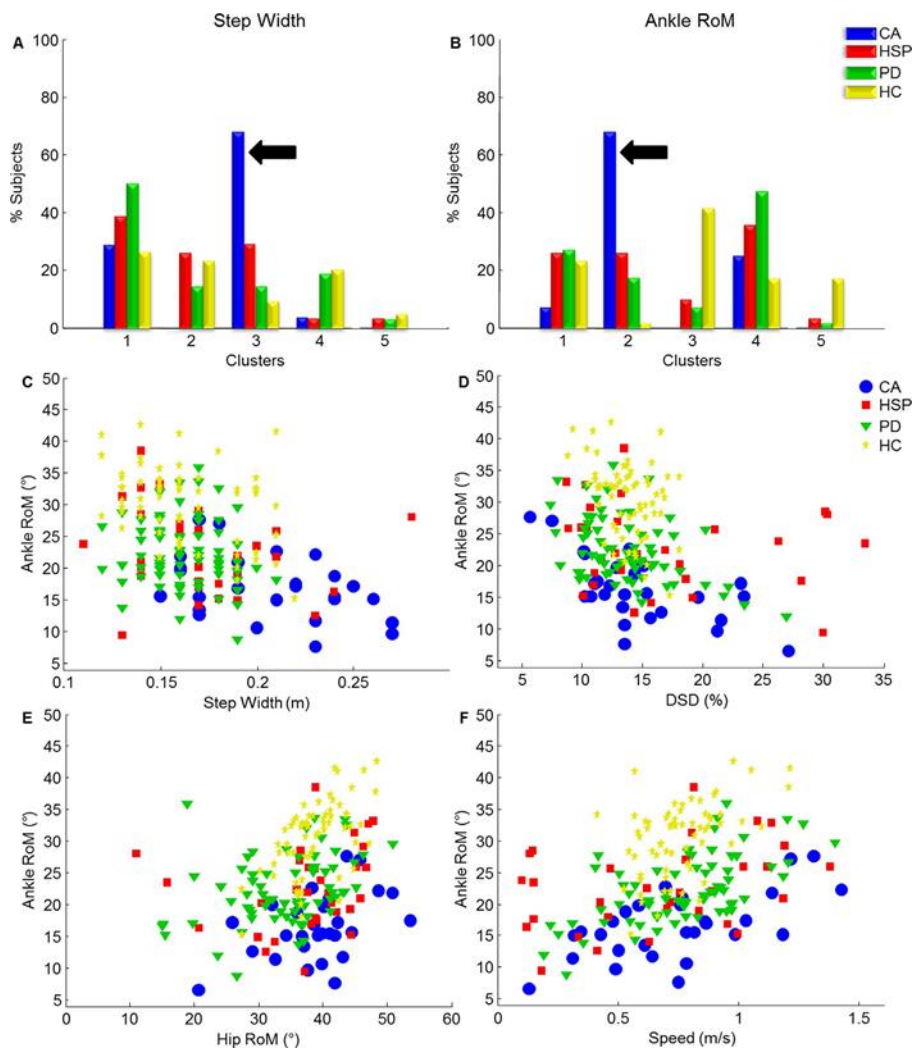 Step Width
Ankle RoM
A
100
80
60
40
20
0
% Subjects
1 2 3 4 5
Clusters
B
100
80
60
40
20
0
% Subjects
1 2 3 4 5
Clusters
CA
HSP
PD
HC
C
50
45
40
35
30
25
20
15
10
5
Ankle RoM (°)
0.1 0.15 0.2 0.25
Step Width (m)
D
50
45
40
35
30
25
20
15
10
5
Ankle RoM (°)
5 10 15 20 25 30 35
DSD (%)
CA
HSP
PD
HC
E
50
45
40
35
30
25
20
15
10
5
Ankle RoM (°)
0 10 20 30 40 50 60
Hip RoM (°)
F
50
45
40
35
30
25
20
15
10
5
Ankle RoM (°)
0 0.5 1 1.5
Speed (m/s)